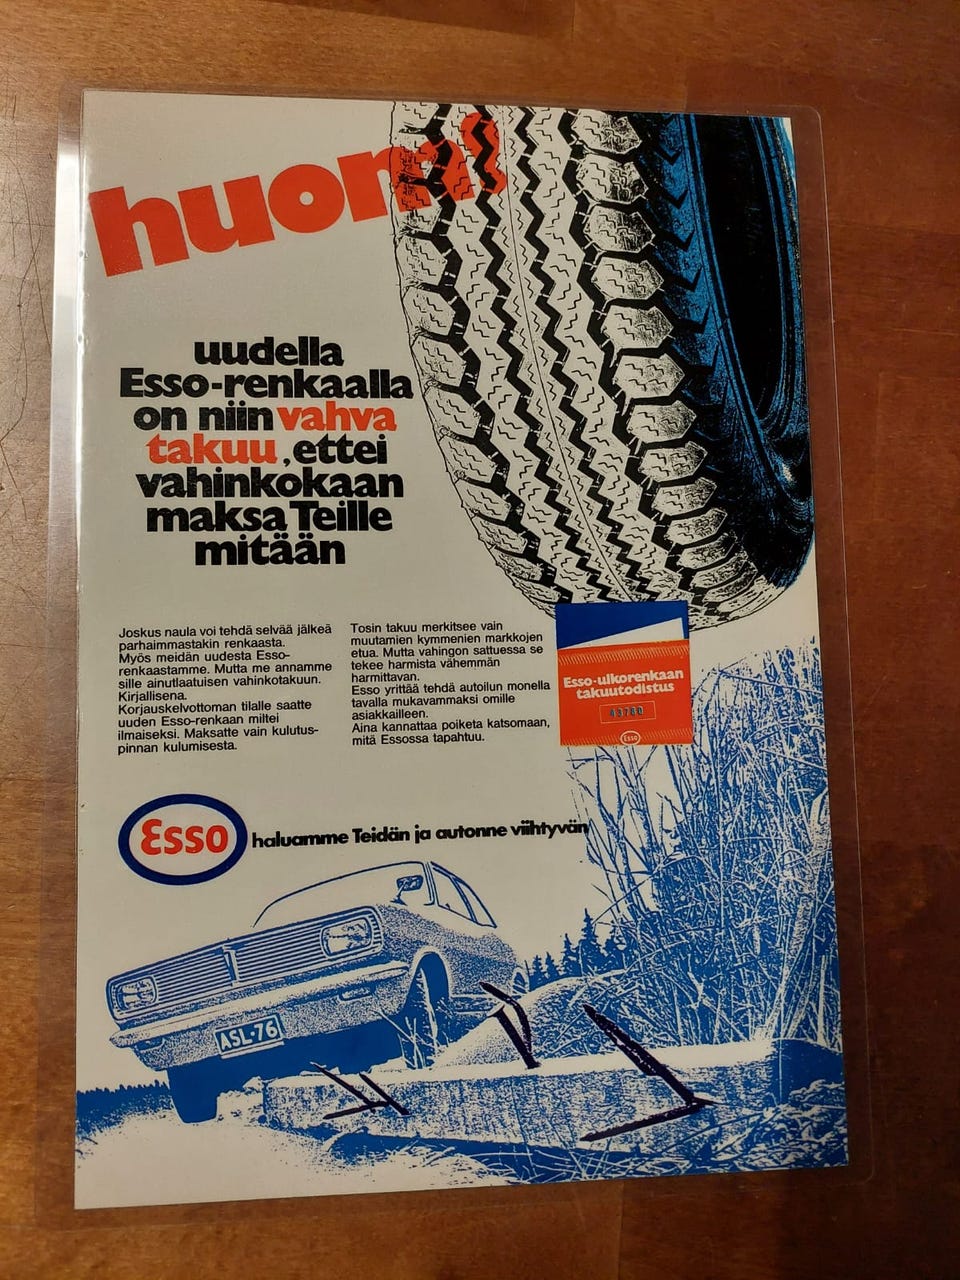 huom!
uudella
Esso-renkaalla
on niin vahva
takuu, ettei
vahinkokaan
maksa Teille
mitään
Joskus naula voi tehdä selvää jälkeä
parhaimmastakin renkaasta.
Myös meidän uudesta Esso-
renkaastamme. Mutta me annamme
sille ainutlaatuisen vahinkotakuun.
Kirjallisena.
Korjauskelvottoman tilalle saatte
uuden Esso-renkaan miltei
ilmaiseksi. Maksatte vain kulutus-
pinnan kulumisesta.
Tosin takuu merkitsee vain
muutamien kymmenien markkojen
etua. Mutta vahingon sattuessa se
tekee harmista vähemmän
harmittavan.
Esso yrittää tehdä autoilun monella
tavalla mukavammaksi omille
asiakkailleen.
Aina kannattaa poiketa katsomaan,
mitä Essossa tapahtuu.
Esso-ulkorenkaan
takuutodistus
43760
Esso
Esso
haluamme Teidän ja autonne viihtyvän
ASL-76